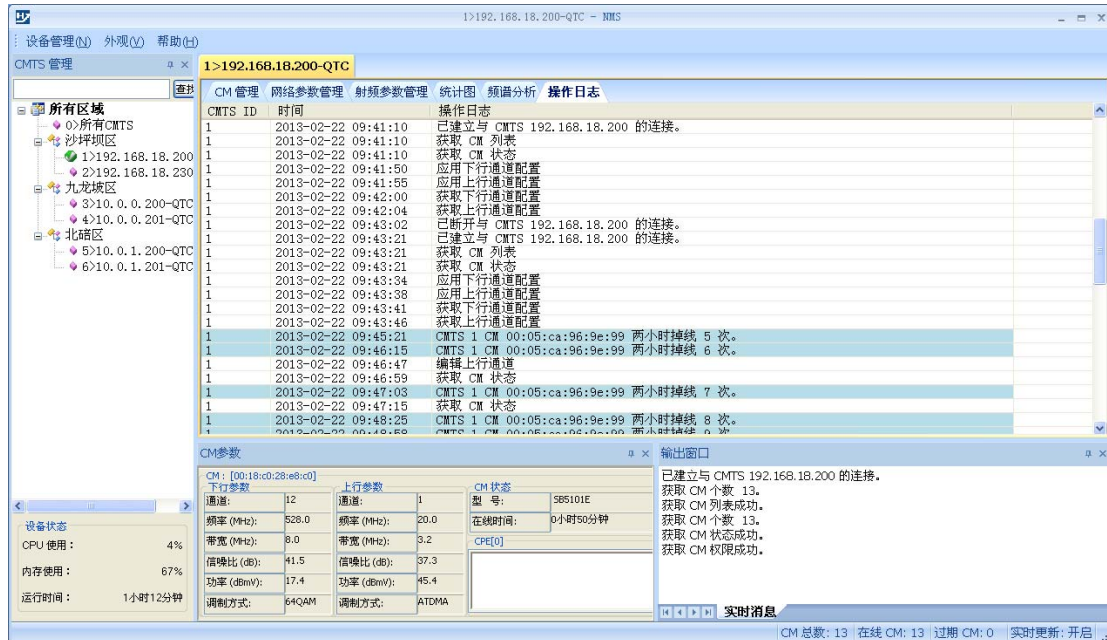 1>192.168.18.200-QTC - NMS
设备管理(N) 外观(V) 帮助(H)
CMTS 管理
查找
所有区域
0>所有CMTS
沙坪坝区
1>192.168.18.200
2>192.168.18.230
九龙坡区
3>10.0.0.200-QTC
4>10.0.0.201-QTC
北碚区
5>10.0.1.200-QTC
6>10.0.1.201-QTC
设备状态
CPU 使用： 4%
内存使用： 67%
运行时间： 1小时12分钟
1>192.168.18.200-QTC
CM 管理 网络参数管理 射频参数管理 统计图 频谱分析 操作日志
CMTS ID 时间 操作日志
1 2013-02-22 09:41:10 已建立与 CMTS 192.168.18.200 的连接。
1 2013-02-22 09:41:10 获取 CM 列表
1 2013-02-22 09:41:10 获取 CM 状态
1 2013-02-22 09:41:50 应用下行通道配置
1 2013-02-22 09:41:55 应用上行通道配置
1 2013-02-22 09:42:00 获取下行通道配置
1 2013-02-22 09:42:04 获取上行通道配置
1 2013-02-22 09:43:02 已断开与 CMTS 192.168.18.200 的连接。
1 2013-02-22 09:43:21 已建立与 CMTS 192.168.18.200 的连接。
1 2013-02-22 09:43:21 获取 CM 列表
1 2013-02-22 09:43:21 获取 CM 状态
1 2013-02-22 09:43:34 应用下行通道配置
1 2013-02-22 09:43:38 应用上行通道配置
1 2013-02-22 09:43:41 获取下行通道配置
1 2013-02-22 09:43:46 获取上行通道配置
1 2013-02-22 09:45:21 CMTS 1 CM 00:05:ca:96:9e:99 两小时掉线 5 次。
1 2013-02-22 09:46:15 CMTS 1 CM 00:05:ca:96:9e:99 两小时掉线 6 次。
1 2013-02-22 09:46:47 编辑上行通道
1 2013-02-22 09:46:59 获取 CM 状态
1 2013-02-22 09:47:03 CMTS 1 CM 00:05:ca:96:9e:99 两小时掉线 7 次。
1 2013-02-22 09:47:15 获取 CM 状态
1 2013-02-22 09:48:25 CMTS 1 CM 00:05:ca:96:9e:99 两小时掉线 8 次。
1 2013-02-22 09:48:58 CMTS 1 CM 00:05:ca:96:9e:99 两小时掉线 9 次
CM参数
CM : [00:18:c0:28:e8:c0]
下行参数 上行参数 CM 状态
通道: 12 通道: 1 型 号: SB5101E
频率 (MHz): 528.0 频率 (MHz): 20.0 在线时间: 0小时50分钟
带宽 (MHz): 8.0 带宽 (MHz): 3.2 CPE[0]
信噪比 (dB): 41.5 信噪比 (dB): 37.3
功率 (dBmV): 17.4 功率 (dBmV): 45.4
调制方式: 64QAM 调制方式: ATDMA
输出窗口
已建立与 CMTS 192.168.18.200 的连接。
获取 CM 个数 13。
获取 CM 列表成功。
获取 CM 个数 13。
获取 CM 状态成功。
获取 CM 权限成功。
实时消息
CM 总数: 13 在线 CM: 13 过期 CM: 0 实时更新: 开启